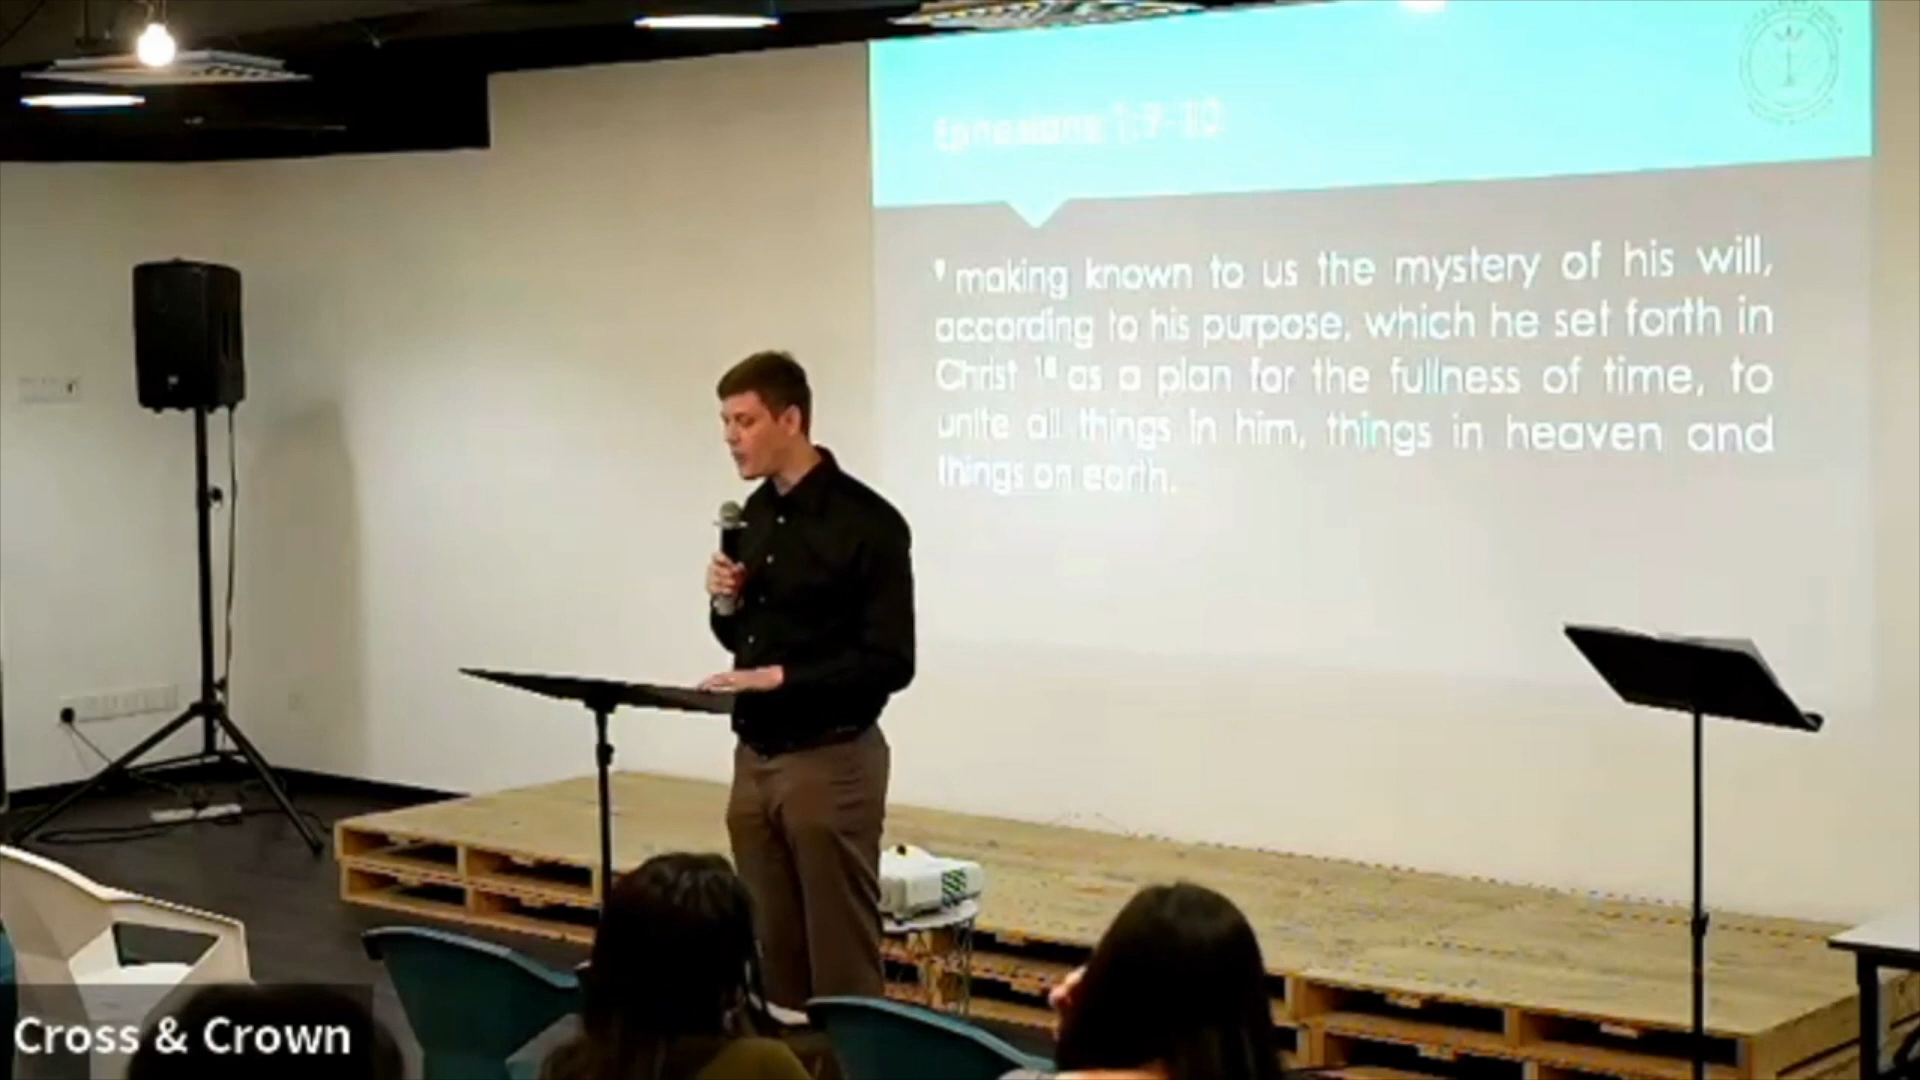 Ephesians 1:9-10
⁹ making known to us the mystery of his will,
according to his purpose, which he set forth in
Christ ¹⁰ as a plan for the fullness of time, to
unite all things in him, things in heaven and
things on earth.
Cross & Crown